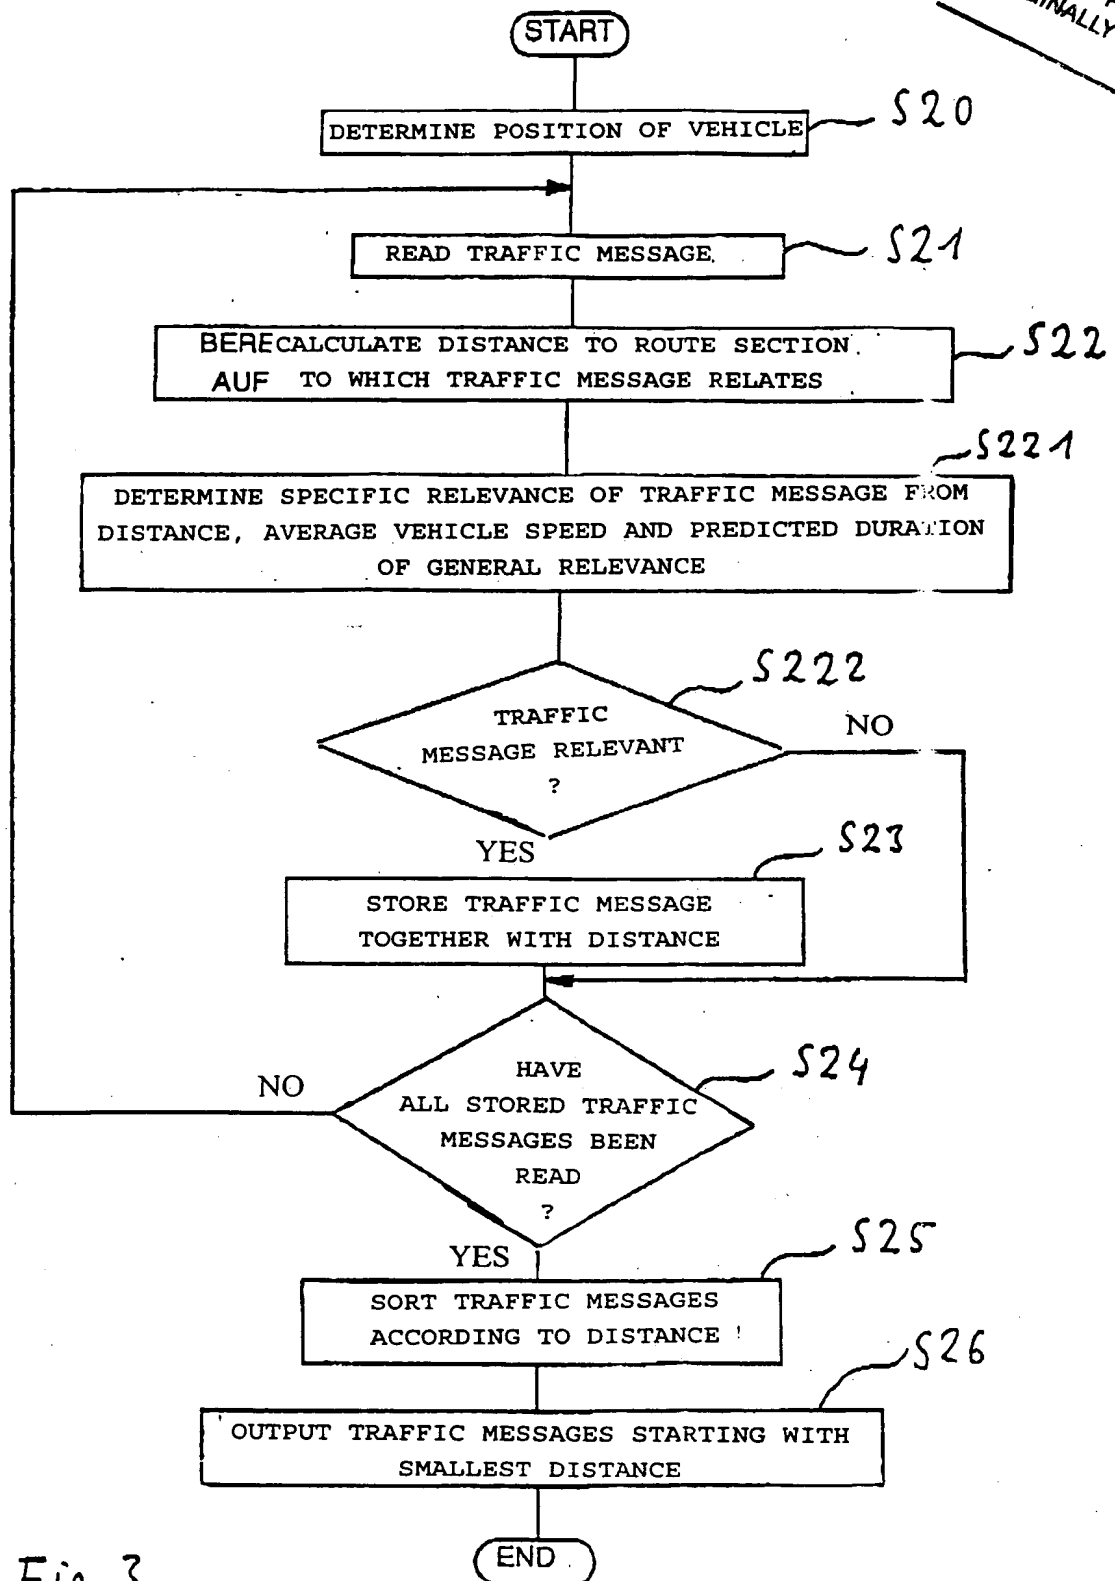 GINALLY
START
DETERMINE POSITION OF VEHICLE
S20
READ TRAFFIC MESSAGE
S21
BERECALCULATE DISTANCE TO ROUTE SECTION
AUF TO WHICH TRAFFIC MESSAGE RELATES
S22
S221
DETERMINE SPECIFIC RELEVANCE OF TRAFFIC MESSAGE FROM
DISTANCE, AVERAGE VEHICLE SPEED AND PREDICTED DURATION
OF GENERAL RELEVANCE
S222
TRAFFIC
MESSAGE RELEVANT
?
NO
YES
S23
STORE TRAFFIC MESSAGE
TOGETHER WITH DISTANCE
S24
NO
HAVE
ALL STORED TRAFFIC
MESSAGES BEEN
READ
?
YES
S25
SORT TRAFFIC MESSAGES
ACCORDING TO DISTANCE
S26
OUTPUT TRAFFIC MESSAGES STARTING WITH
SMALLEST DISTANCE
END
Fig. 3